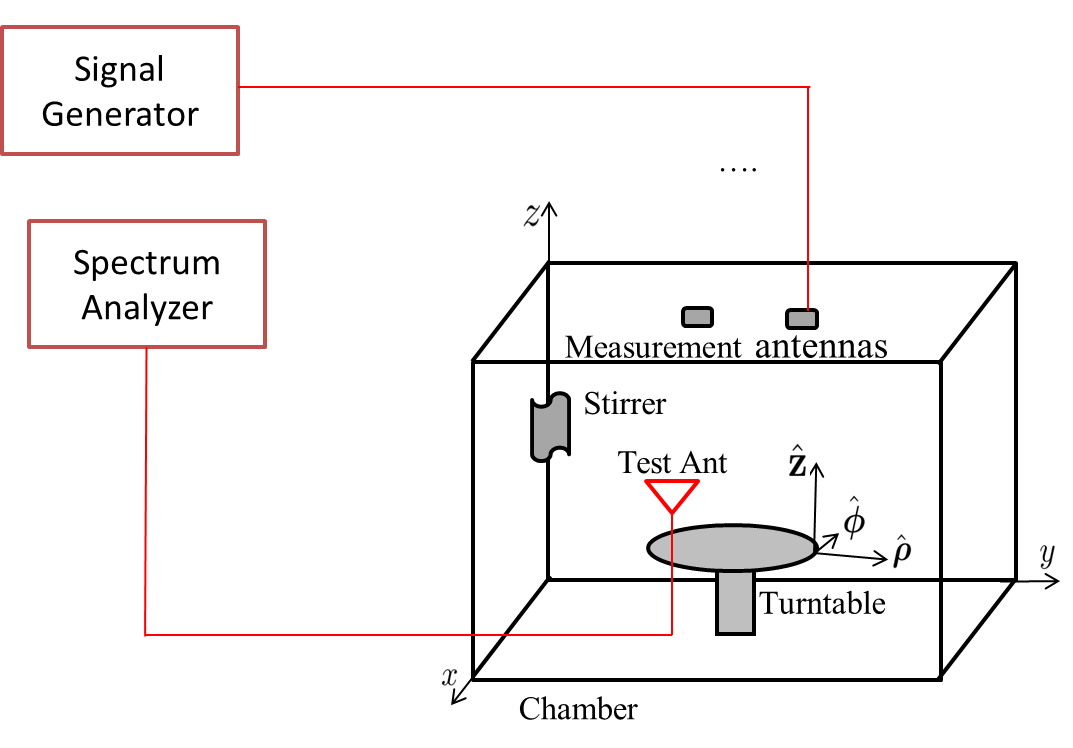 Signal
Generator
....
z
Spectrum
Analyzer
Measurement antennas
Stirrer
Test Ant
ẑ
ϕ̂
ρ̂
y
Turntable
x
Chamber